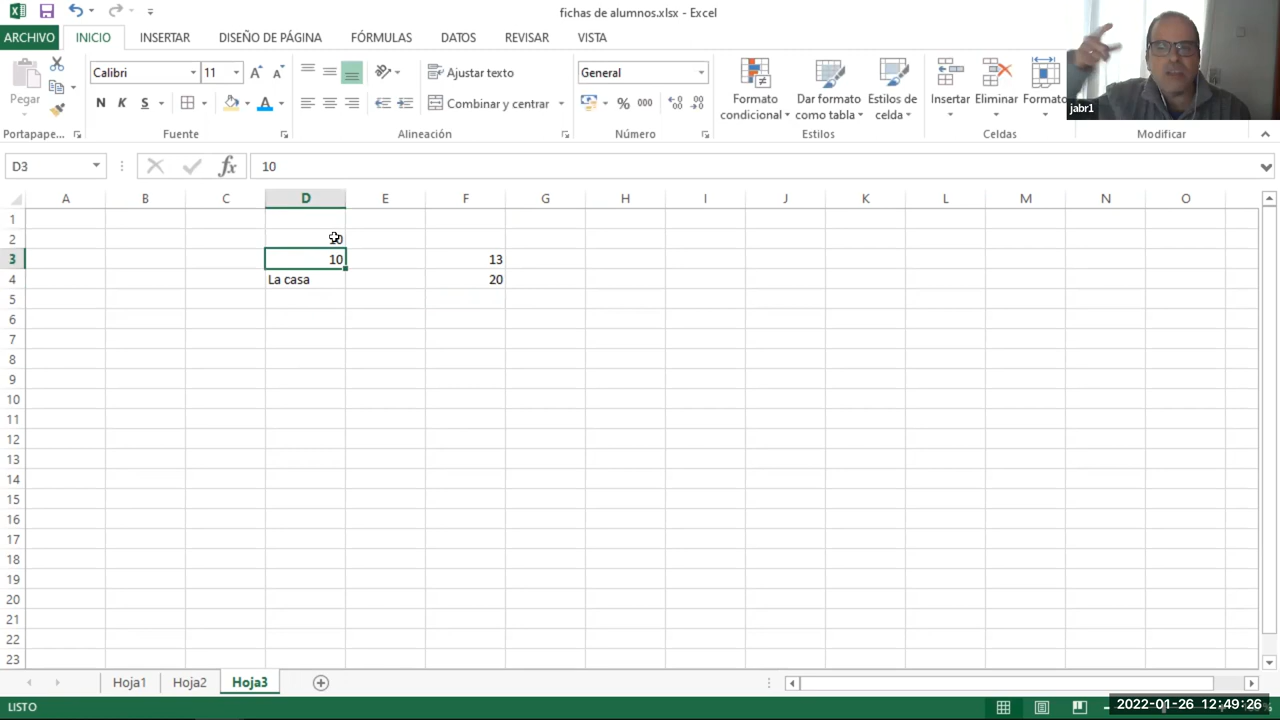 fichas de alumnos.xlsx - Excel
ARCHIVO INICIO INSERTAR DISEÑO DE PÁGINA FÓRMULAS DATOS REVISAR VISTA
Pegar
Calibri 11
N K S
Ajustar texto
Combinar y centrar
General
% 000
Formato condicional
Dar formato como tabla
Estilos de celda
Insertar Eliminar Formato
Portapape... Fuente Alineación Número Estilos Celdas Modificar
jabr1
D3 fx 10
A B C D E F G H I J K L M N O
1
2
3 10 13
4 La casa 20
5
6
7
8
9
10
11
12
13
14
15
16
17
18
19
20
21
22
23
Hoja1 Hoja2 Hoja3
LISTO
2022-01-26 12:49:26